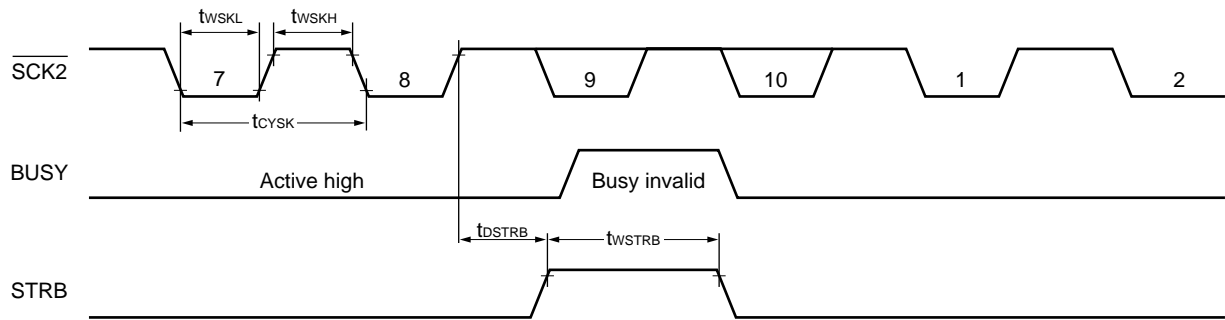 tWSKL tWSKH
SCK2 7 8 9 10 1 2
tCYSK
BUSY Active high Busy invalid
tDSTRB tWSTRB
STRB